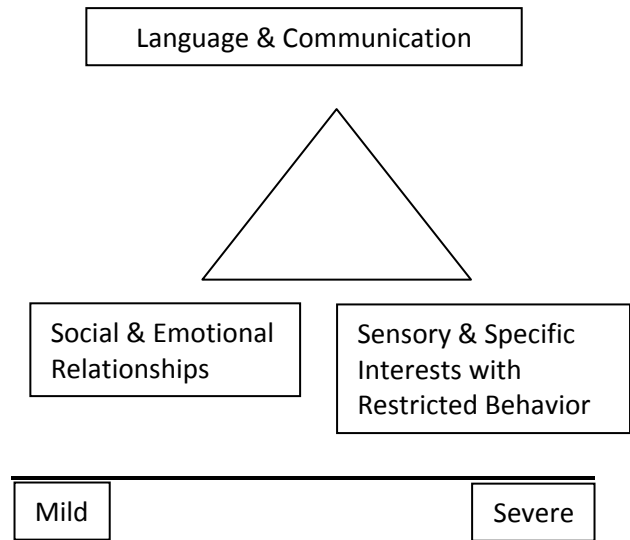 Language & Communication
Social & Emotional
Relationships
Sensory & Specific
Interests with
Restricted Behavior
Mild
Severe